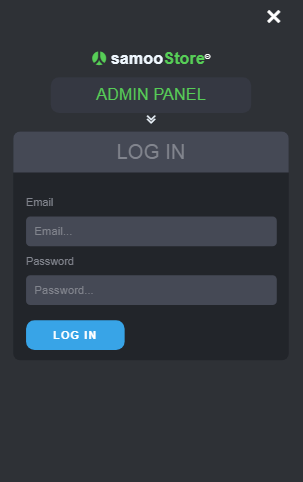 samooStore®
ADMIN PANEL
LOG IN
Email
Email...
Password
Password...
LOG IN